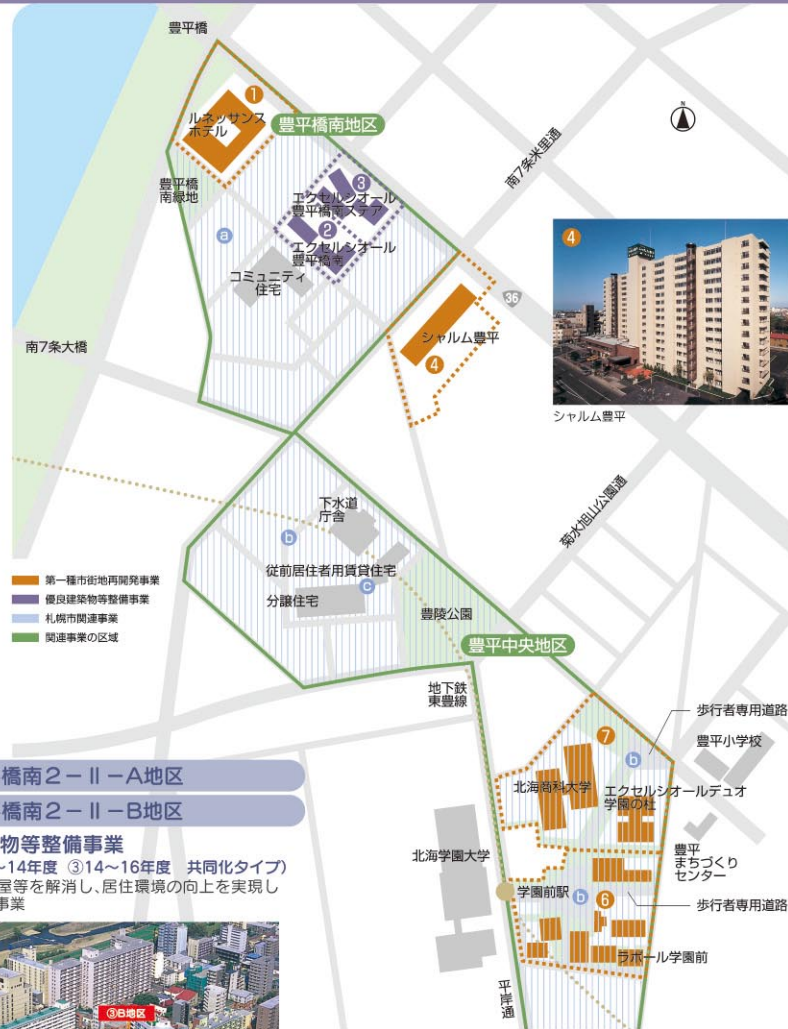 豊平橋
①
ルネッサンス
ホテル
豊平橋南地区
N
南7条米里通
豊平橋
南緑地
③
エクセルシオール
豊平橋南ステア
②
エクセルシオール
豊平橋南
ⓐ
コミュニティ
住宅
36
④
シャルム豊平
④
シャルム豊平
南7条大橋
菊水旭山公園通
下水道
庁舎
ⓑ
従前居住者用賃貸住宅
ⓒ
分譲住宅
豊陵公園
第一種市街地再開発事業
優良建築物等整備事業
札幌市関連事業
関連事業の区域
豊平中央地区
地下鉄
東豊線
歩行者専用道路
⑦
豊平小学校
ⓑ
北海商科大学
エクセルシオールデュオ
学園の杜
橋南2-Ⅱ-A地区
橋南2-Ⅱ-B地区
物等整備事業
~14年度 ③14~16年度 共同化タイプ)
屋等を解消し、居住環境の向上を実現し
事業
③B地区
北海学園大学
豊平
まちづくり
センター
学園前駅
ⓑ
⑥
歩行者専用道路
ラポール学園前
平岸通